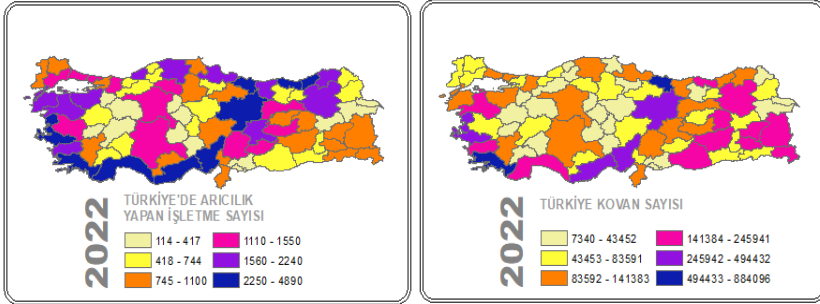 2022
TÜRKİYE'DE ARICILIK
YAPAN İŞLETME SAYISI
114 - 417
418 - 744
745 - 1100
1110 - 1550
1560 - 2240
2250 - 4890
2022
TÜRKİYE KOVAN SAYISI
7340 - 43452
43453 - 83591
83592 - 141383
141384 - 245941
245942 - 494432
494433 - 884096